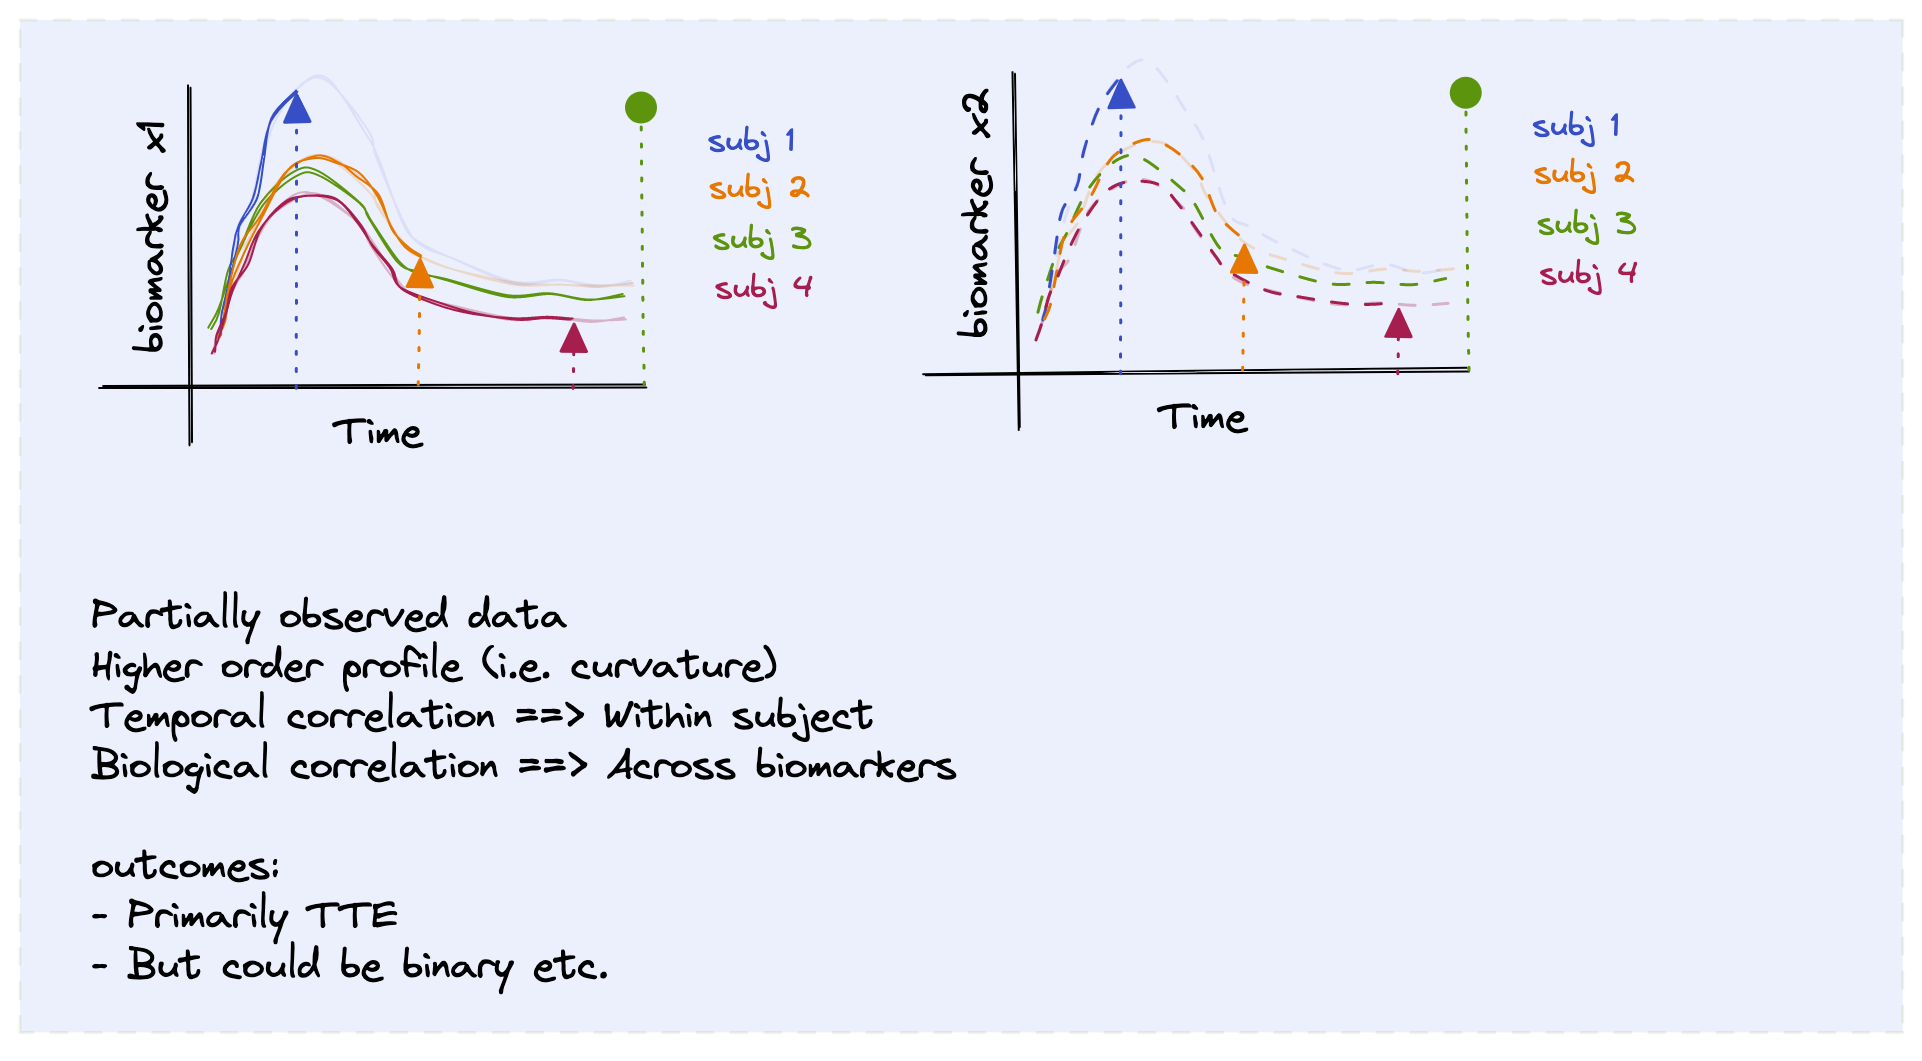 biomarker x1
subj 1
subj 2
subj 3
subj 4
Time
biomarker x2
subj 1
subj 2
subj 3
subj 4
Time
Partially observed data
Higher order profile (i.e. curvature)
Temporal correlation ==> Within subject
Biological correlation ==> Across biomarkers
outcomes:
- Primarily TTE
- But could be binary etc.